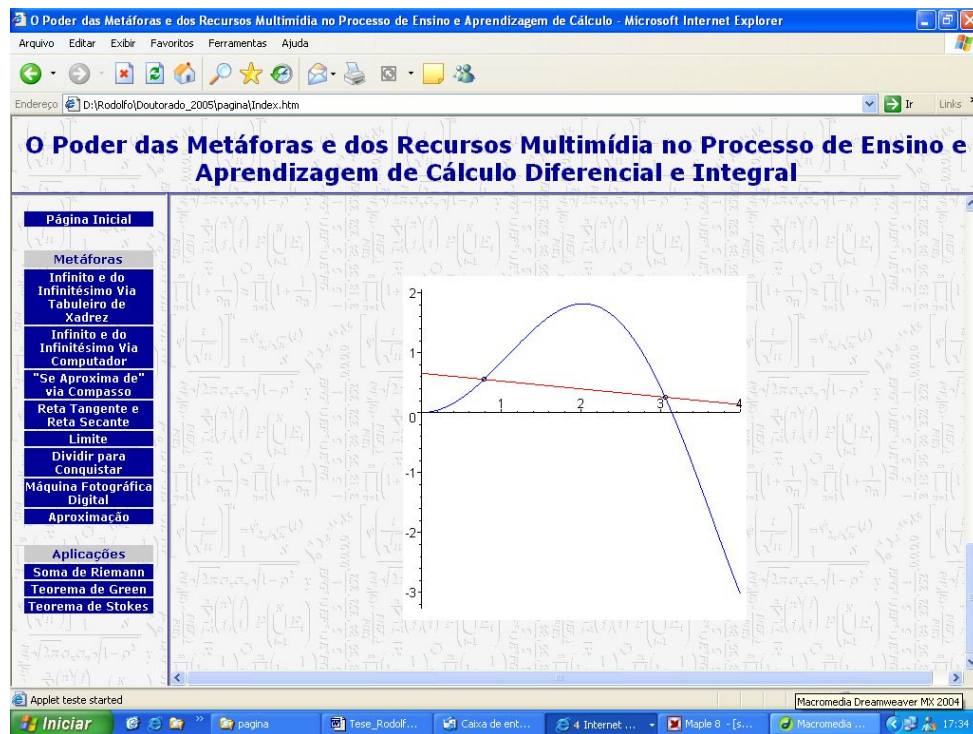 O Poder das Metáforas e dos Recursos Multimídia no Processo de Ensino e Aprendizagem de Cálculo - Microsoft Internet Explorer
Arquivo Editar Exibir Favoritos Ferramentas Ajuda
Endereço D:\Rodolfo\Doutorado_2005\pagina\Index.htm Ir Links
O Poder das Metáforas e dos Recursos Multimídia no Processo de Ensino e
Aprendizagem de Cálculo Diferencial e Integral
Página Inicial
Metáforas
Infinito e do
Infinitésimo Via
Tabuleiro de
Xadrez
Infinito e do
Infinitésimo Via
Computador
"Se Aproxima de"
via Compasso
Reta Tangente e
Reta Secante
Limite
Dividir para
Conquistar
Máquina Fotográfica
Digital
Aproximação
Aplicações
Soma de Riemann
Teorema de Green
Teorema de Stokes
2
1
0 1 2 3 4
-1
-2
-3
Applet teste started
Macromedia Dreamweaver MX 2004
Iniciar pagina Tese_Rodolf... Caixa de ent... 4 Internet ... Maple 8 - [s... Macromedia ... 17:34